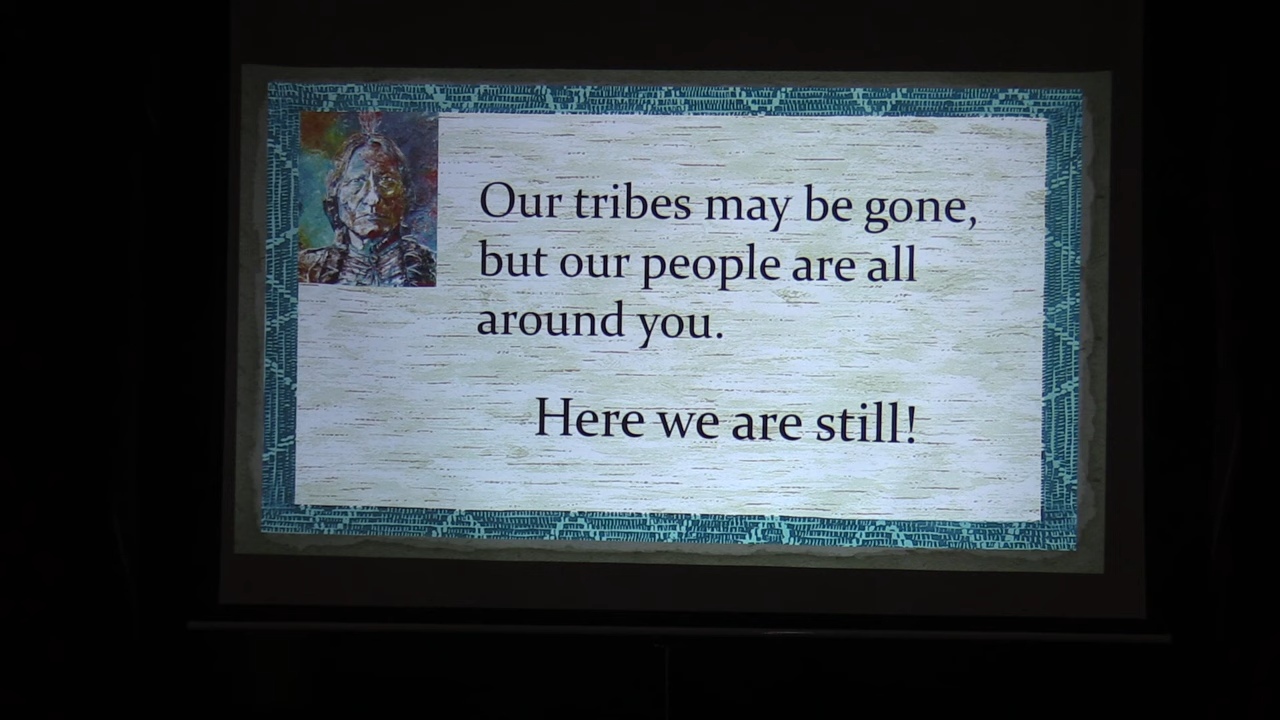 Our tribes may be gone,
but our people are all
around you.
Here we are still!